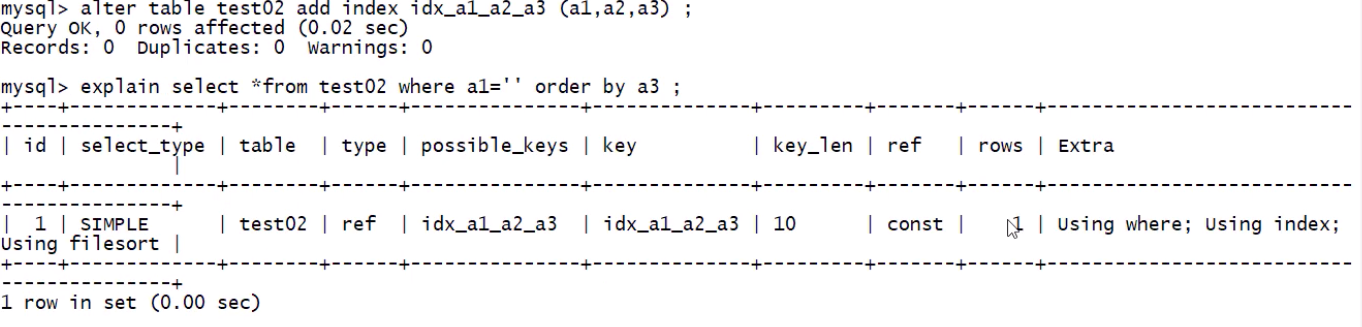 mysql> alter table test02 add index idx_a1_a2_a3 (a1,a2,a3) ;
Query OK, 0 rows affected (0.02 sec)
Records: 0  Duplicates: 0  Warnings: 0
mysql> explain select *from test02 where a1='' order by a3 ;
+----+-------------+--------+------+---------------+--------------+---------+-------+------+----------------------------
---------------+
| id | select_type | table  | type | possible_keys | key          | key_len | ref   | rows | Extra
               |
+----+-------------+--------+------+---------------+--------------+---------+-------+------+----------------------------
---------------+
|  1 | SIMPLE      | test02 | ref  | idx_a1_a2_a3  | idx_a1_a2_a3 | 10      | const |    1 | Using where; Using index;
Using filesort |
+----+-------------+--------+------+---------------+--------------+---------+-------+------+----------------------------
---------------+
1 row in set (0.00 sec)